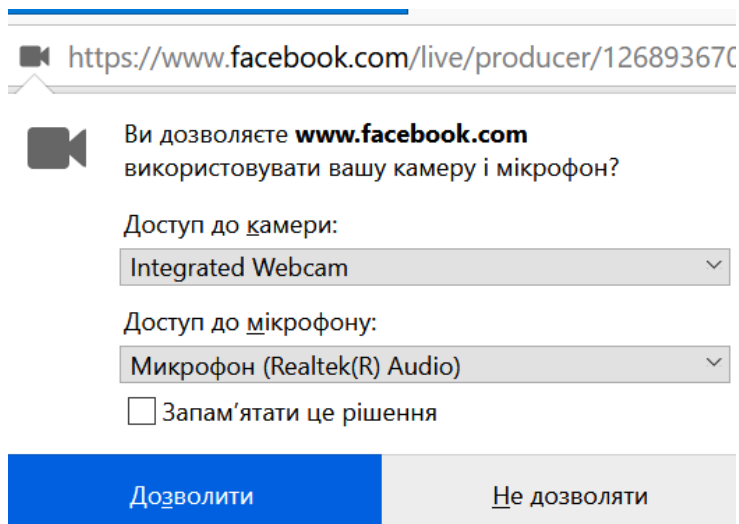 https://www.facebook.com/live/producer/126893670
Ви дозволяєте www.facebook.com
використовувати вашу камеру і мікрофон?
Доступ до камери:
Integrated Webcam
Доступ до мікрофону:
Микрофон (Realtek(R) Audio)
Запам’ятати це рішення
Дозволити Не дозволяти